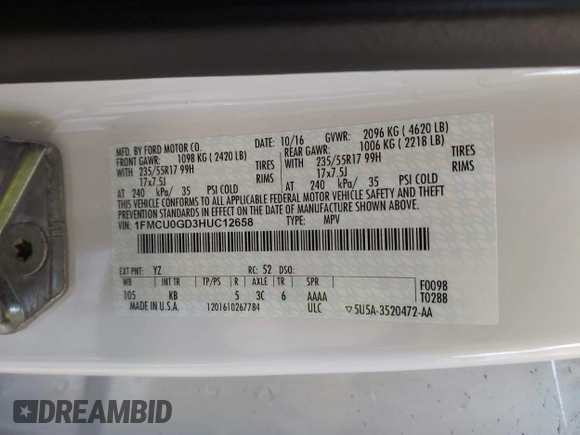 MFD. BY FORD MOTOR CO. DATE: 10/16 GVWR: 2096 KG ( 4620 LB)
FRONT GAWR: 1098 KG ( 2420 LB) REAR GAWR: 1006 KG ( 2218 LB)
WITH 235/55R17 99H TIRES WITH 235/55R17 99H TIRES
17x7.5J RIMS 17x7.5J RIMS
AT 240 kPa/ 35 PSI COLD AT 240 kPa/ 35 PSI COLD
THIS VEHICLE CONFORMS TO ALL APPLICABLE FEDERAL MOTOR VEHICLE SAFETY AND THEFT
PREVENTION STANDARDS IN EFFECT ON THE DATE OF MANUFACTURE SHOWN ABOVE.
VIN: 1FMCU0GD3HUC12658 TYPE: MPV
EXT PNT: YZ RC: 52 DSO: F0098
WB INT TR TP/PS R AXLE TR SPR T0288
105 KB 5 3C 6 AAAA
MADE IN U.S.A. 1201610267784 ULC ▽5U5A-3520472-AA
DREAMBID